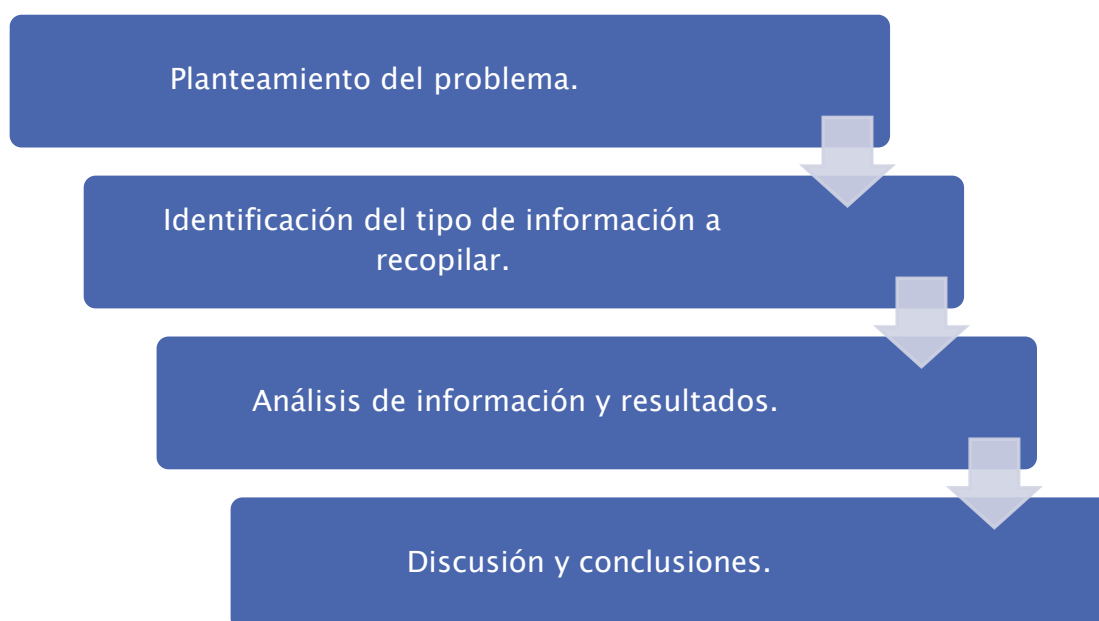 Planteamiento del problema.
Identificación del tipo de información a
recopilar.
Análisis de información y resultados.
Discusión y conclusiones.